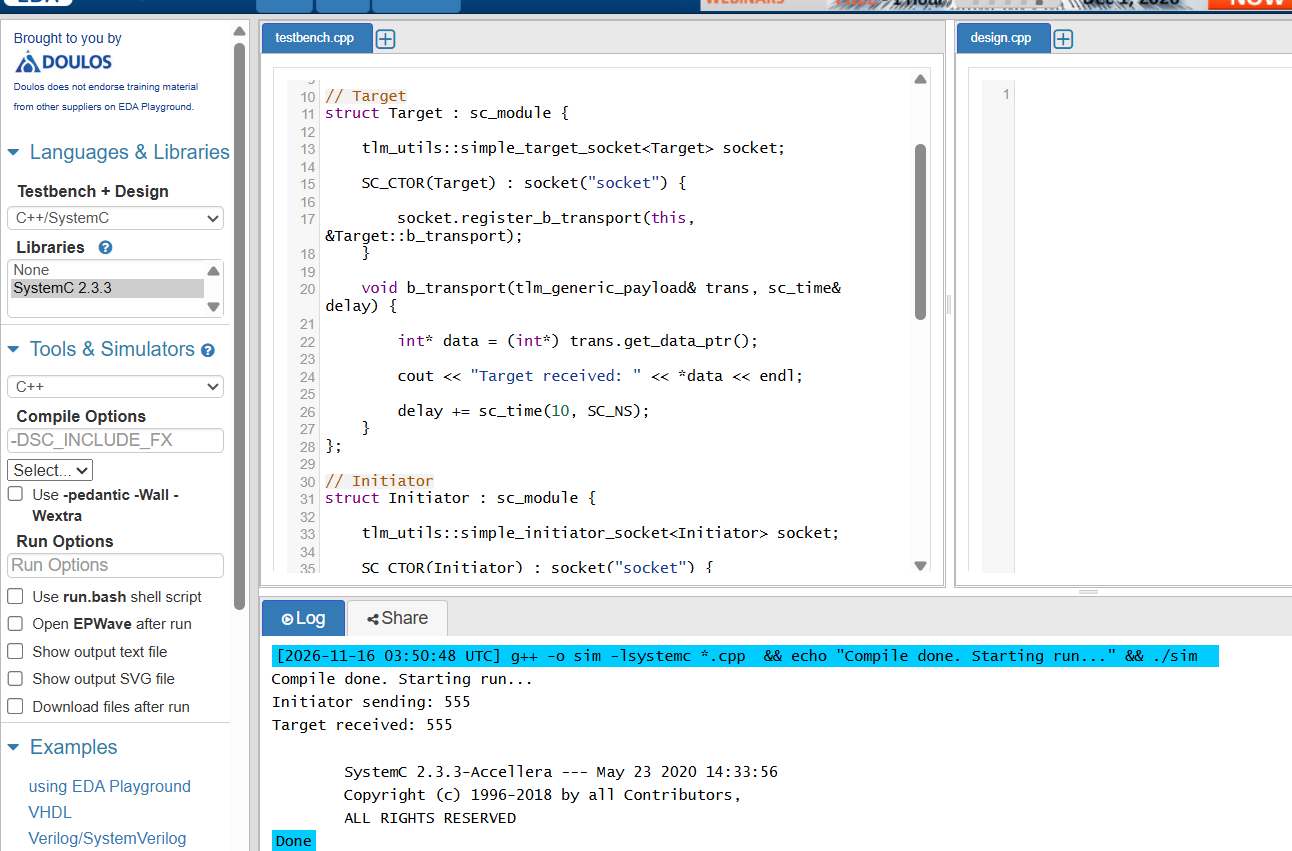 Brought to you by
DOULOS
Doulos does not endorse training material
from other suppliers on EDA Playground.
Languages & Libraries
Testbench + Design
C++/SystemC
Libraries
None
SystemC 2.3.3
Tools & Simulators
C++
Compile Options
-DSC_INCLUDE_FX
Select...
Use -pedantic -Wall -
Wextra
Run Options
Run Options
Use run.bash shell script
Open EPWave after run
Show output text file
Show output SVG file
Download files after run
Examples
using EDA Playground
VHDL
Verilog/SystemVerilog
testbench.cpp
9
10 // Target
11 struct Target : sc_module {
12
13 tlm_utils::simple_target_socket<Target> socket;
14
15 SC_CTOR(Target) : socket("socket") {
16
17 socket.register_b_transport(this,
&Target::b_transport);
18 }
19
20 void b_transport(tlm_generic_payload& trans, sc_time&
delay) {
21
22 int* data = (int*) trans.get_data_ptr();
23
24 cout << "Target received: " << *data << endl;
25
26 delay += sc_time(10, SC_NS);
27 }
28 };
29
30 // Initiator
31 struct Initiator : sc_module {
32
33 tlm_utils::simple_initiator_socket<Initiator> socket;
34
35 SC_CTOR(Initiator) : socket("socket") {
design.cpp
1
Log
Share
[2026-11-16 03:50:48 UTC] g++ -o sim -lsystemc *.cpp && echo "Compile done. Starting run..." && ./sim
Compile done. Starting run...
Initiator sending: 555
Target received: 555
SystemC 2.3.3-Accellera --- May 23 2020 14:33:56
Copyright (c) 1996-2018 by all Contributors,
ALL RIGHTS RESERVED
Done